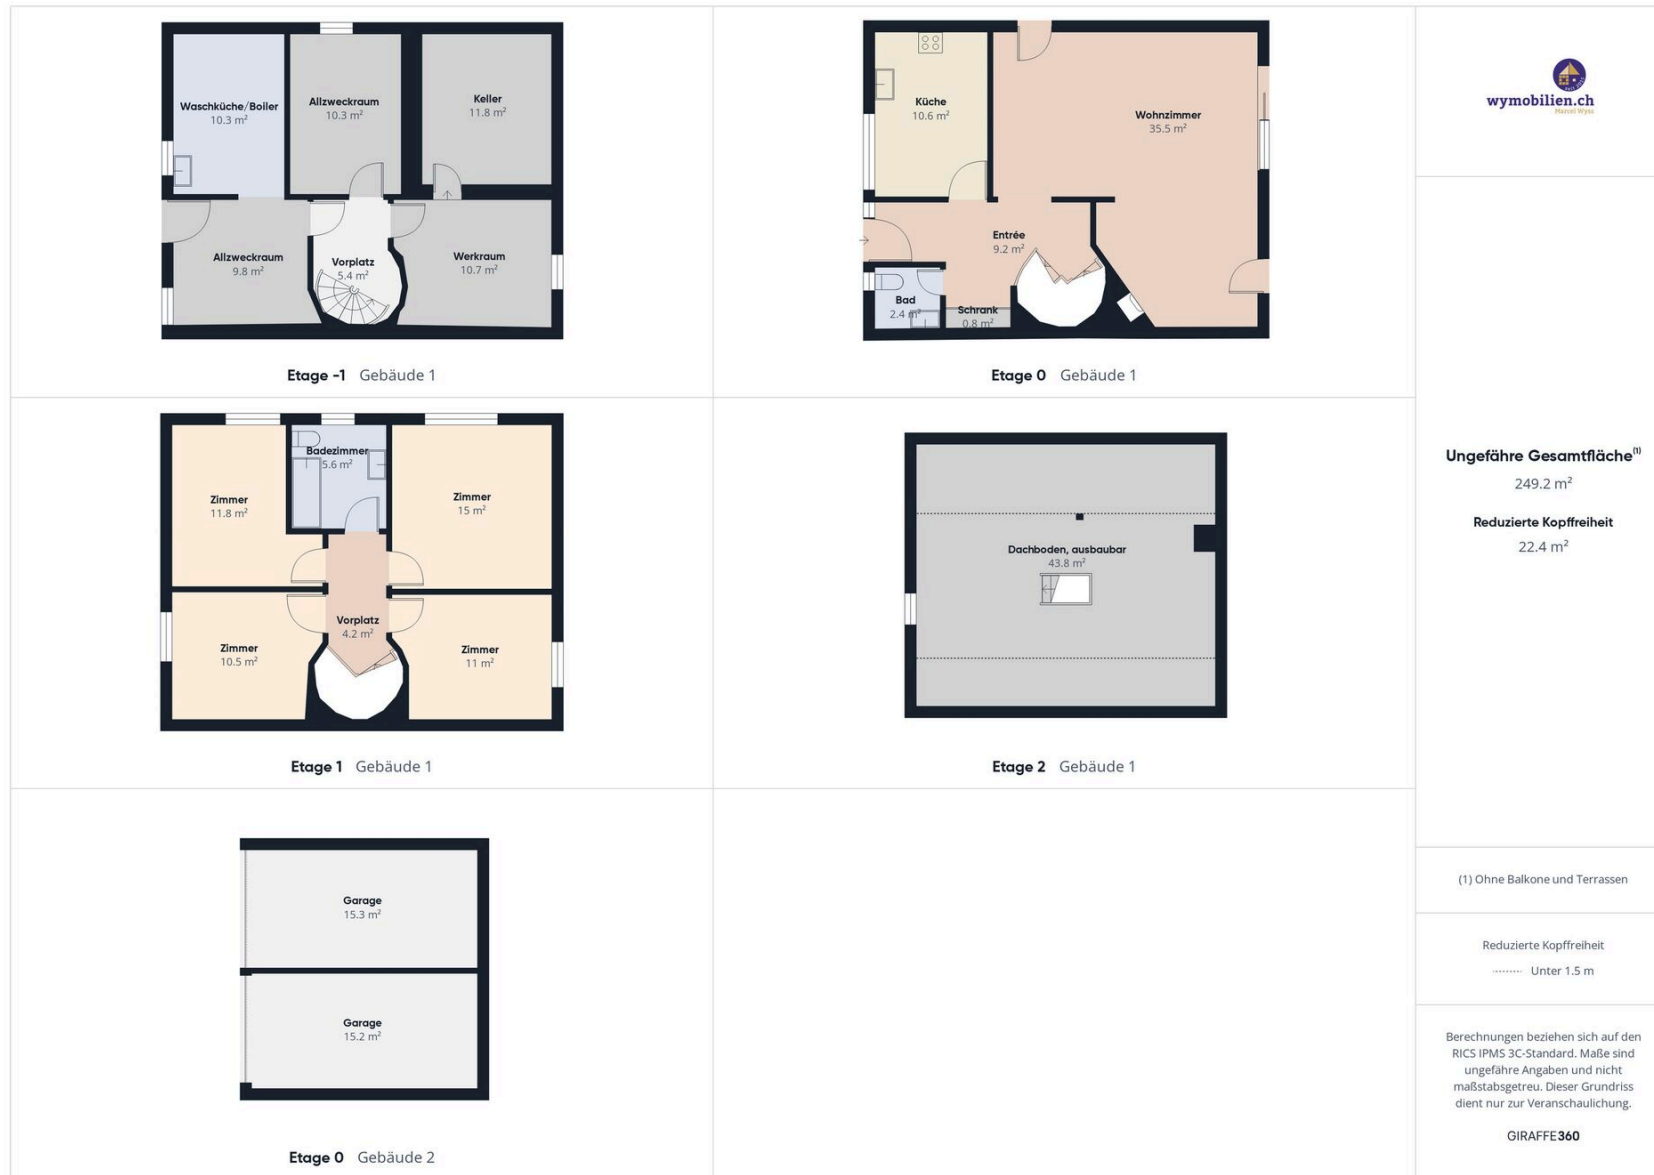 Waschküche/Boiler
10.3 m²
Allzweckraum
10.3 m²
Keller
11.8 m²
Allzweckraum
9.8 m²
Vorplatz
5.4 m²
Werkraum
10.7 m²
Etage -1 Gebäude 1
Küche
10.6 m²
Wohnzimmer
35.5 m²
Entrée
9.2 m²
Bad
2.4 m²
Schrank
0.8 m²
Etage 0 Gebäude 1
Zimmer
11.8 m²
Badezimmer
5.6 m²
Zimmer
15 m²
Zimmer
10.5 m²
Vorplatz
4.2 m²
Zimmer
11 m²
Etage 1 Gebäude 1
Dachboden, ausbaubar
43.8 m²
Etage 2 Gebäude 1
Garage
15.3 m²
Garage
15.2 m²
Etage 0 Gebäude 2
wymobilien.ch
Marcel Wyss
Ungefähre Gesamtfläche⁽¹⁾
249.2 m²
Reduzierte Kopffreiheit
22.4 m²
(1) Ohne Balkone und Terrassen
Reduzierte Kopffreiheit
Unter 1.5 m
Berechnungen beziehen sich auf den
RICS IPMS 3C-Standard. Maße sind
ungefähre Angaben und nicht
maßstabsgetreu. Dieser Grundriss
dient nur zur Veranschaulichung.
GIRAFFE360